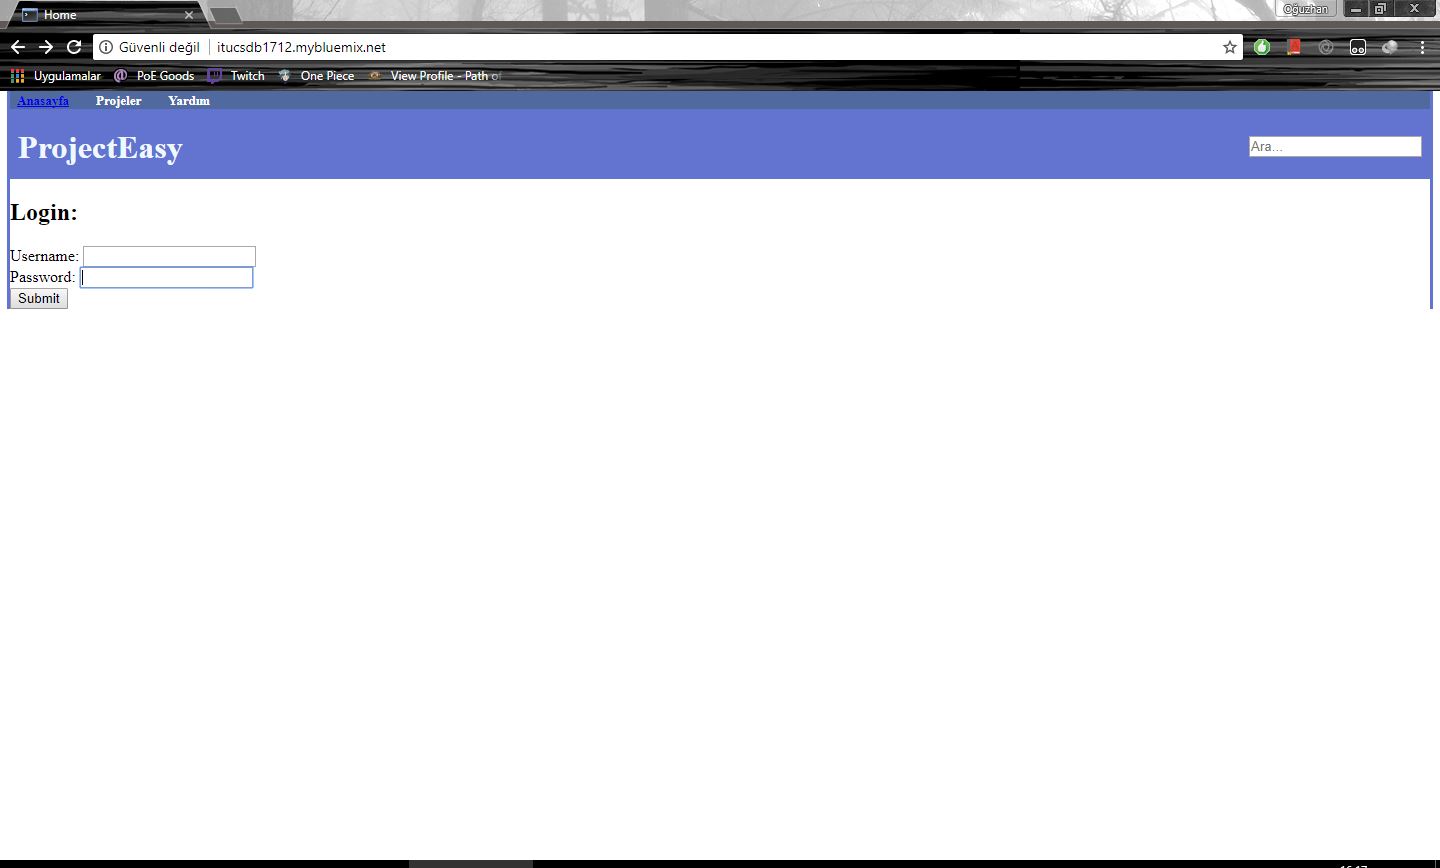 Home
Oğuzhan
Güvenli değil
itucsdb1712.mybluemix.net
Uygulamalar
PoE Goods
Twitch
One Piece
View Profile - Path of
Anasayfa Projeler Yardım
ProjectEasy
Ara...
Login:
Username:
Password:
Submit